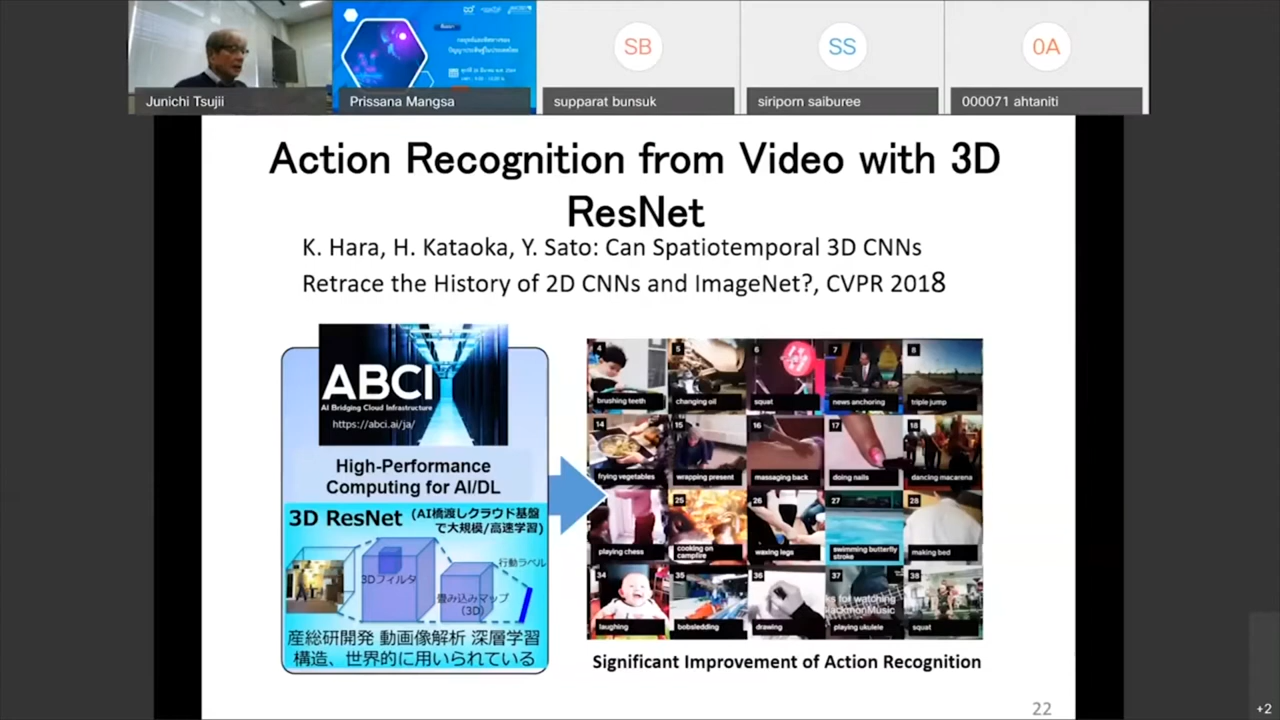 SB
SS
0A
Junichi Tsujii
Prissana Mangsa
supparat bunsuk
siriporn saiburee
000071 ahtaniti
Action Recognition from Video with 3D
ResNet
K. Hara, H. Kataoka, Y. Sato: Can Spatiotemporal 3D CNNs
Retrace the History of 2D CNNs and ImageNet?, CVPR 2018
ABCI
AI Bridging Cloud Infrastructure
https://abci.ai/ja/
High-Performance
Computing for AI/DL
3D ResNet (AI橋渡しクラウド基盤
で大規模/高速学習)
行動ラベル
3Dフィルタ
畳み込みマップ
(3D)
産総研開発 動画像解析 深層学習
構造、世界的に用いられている
4 5 6 7 8
brushing teeth changing oil squat news anchoring triple jump
14 15 16 17 18
frying vegetables wrapping present massaging back doing nails dancing macarena
25 26 27 28
playing chess cooking on campfire waxing legs swimming butterfly stroke making bed
34 35 36 37 38
ks for watching
laughing bobsledding drawing playing ukulele squat
Significant Improvement of Action Recognition
22
+2